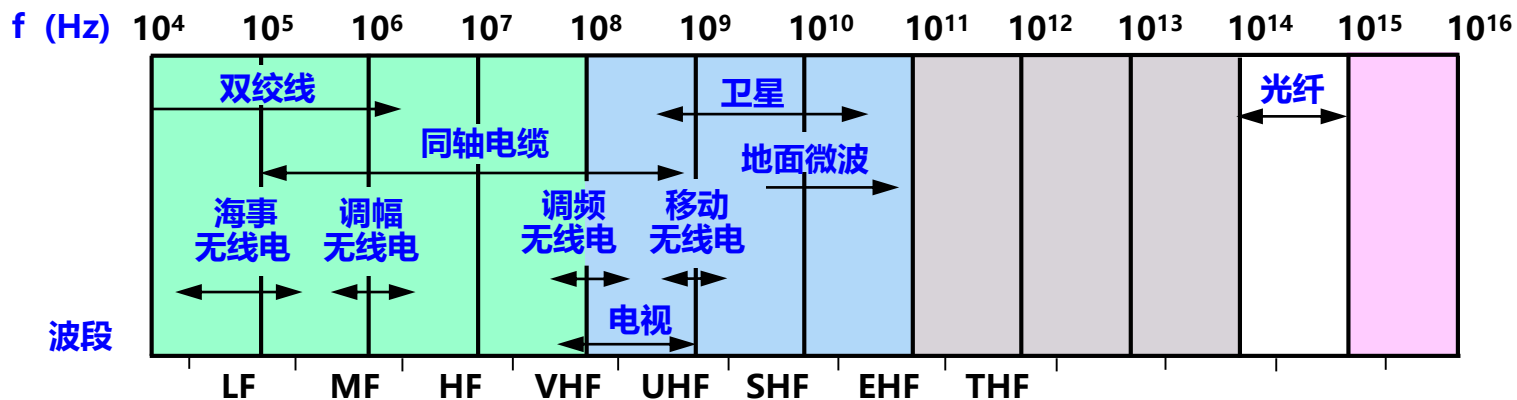 f (Hz) 10⁴ 10⁵ 10⁶ 10⁷ 10⁸ 10⁹ 10¹⁰ 10¹¹ 10¹² 10¹³ 10¹⁴ 10¹⁵ 10¹⁶
双绞线
卫星
光纤
同轴电缆
地面微波
海事
无线电
调幅
无线电
调频
无线电
移动
无线电
电视
波段
LF MF HF VHF UHF SHF EHF THF